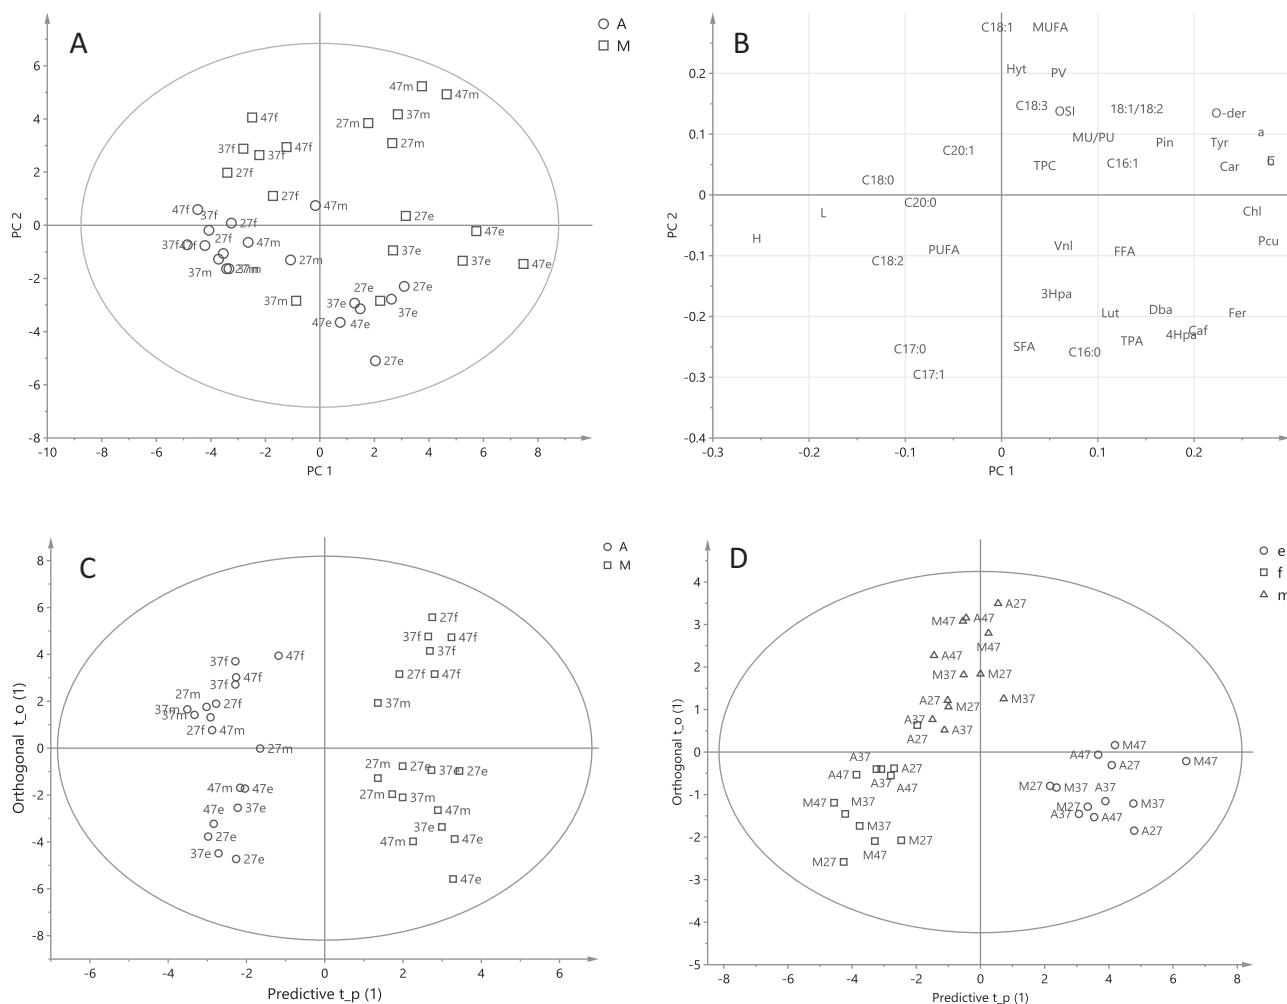 A
A
M
47m
47m
37m
27m
27m
47f
37f
37f
47f
27f
27f
47m
47f
37f
27f
27f
47m
37f
37m
27m
27e
47e
37e
37e
47e
37m
27e
27e
37e
37e
47e
47e
27e
6
4
2
0
-2
-4
-6
-8
-10
-8
-6
-4
-2
0
2
4
6
8
PC 1
PC 2
B
C18:1
MUFA
Hyt
PV
C18:3
OSI
18:1/18:2
O-der
a
MU/PU
Pin
Tyr
C20:1
TPC
C16:1
Car
C18:0
C20:0
L
Chl
H
Pcu
PUFA
Vnl
FFA
C18:2
3Hpa
Lut
Dba
Fer
4Hpa
Caf
TPA
C17:0
SFA
C16:0
C17:1
0.2
0.1
0
-0.1
-0.2
-0.3
-0.4
-0.3
-0.1
0
0.1
0.2
PC 1
PC 2
C
A
M
27f
37f
47f
37f
27f
47f
37m
37f
47f
47f
37f
27m
37m
27f
37m
27f
47m
27m
47m
47e
47e
37e
27e
37e
27e
27m
27e
37e
27e
27m
37m
47m
37e
47m
47e
47e
8
6
4
2
0
-2
-4
-6
-8
-6
-4
-2
0
2
4
6
Predictive t_p (1)
Orthogonal t_o (1)
D
e
f
m
A27
M47
A47
M47
A47
M37
M27
A27
M27
M37
A37
A37
A27
A37
A27
A47
A37
A47
M47
M37
M37
M27
M47
M27
M47
A47
M47
A27
M27
M37
A37
M27
M37
A37
A47
A27
4
3
2
1
0
-1
-2
-3
-4
-5
-8
-6
-4
-2
0
2
4
6
8
Predictive t_p (1)
Orthogonal t_o (1)